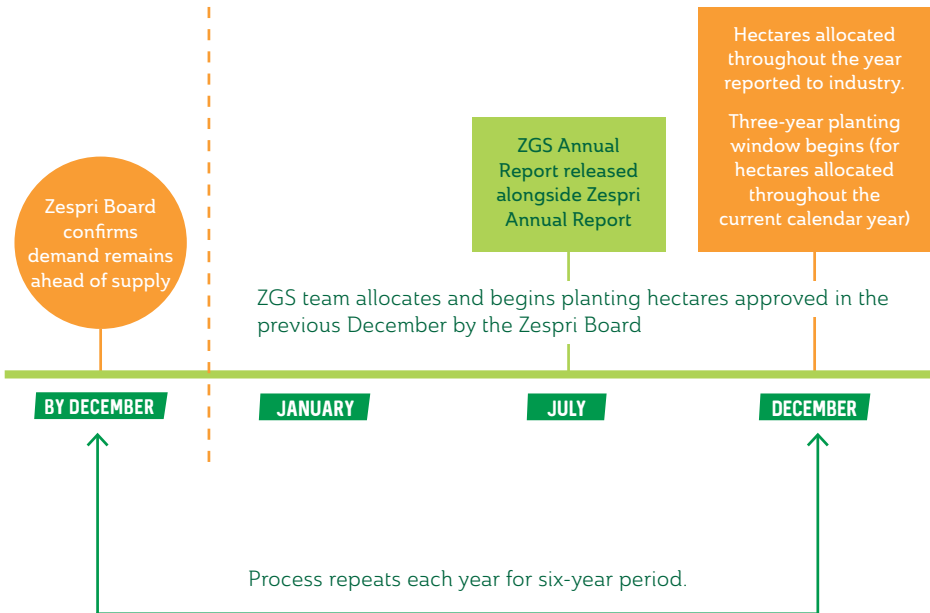 Zespri Board
confirms
demand remains
ahead of supply
ZGS Annual
Report released
alongside Zespri
Annual Report
Hectares allocated
throughout the year
reported to industry.
Three-year planting
window begins (for
hectares allocated
throughout the
current calendar year)
ZGS team allocates and begins planting hectares approved in the
previous December by the Zespri Board
BY DECEMBER
JANUARY
JULY
DECEMBER
Process repeats each year for six-year period.